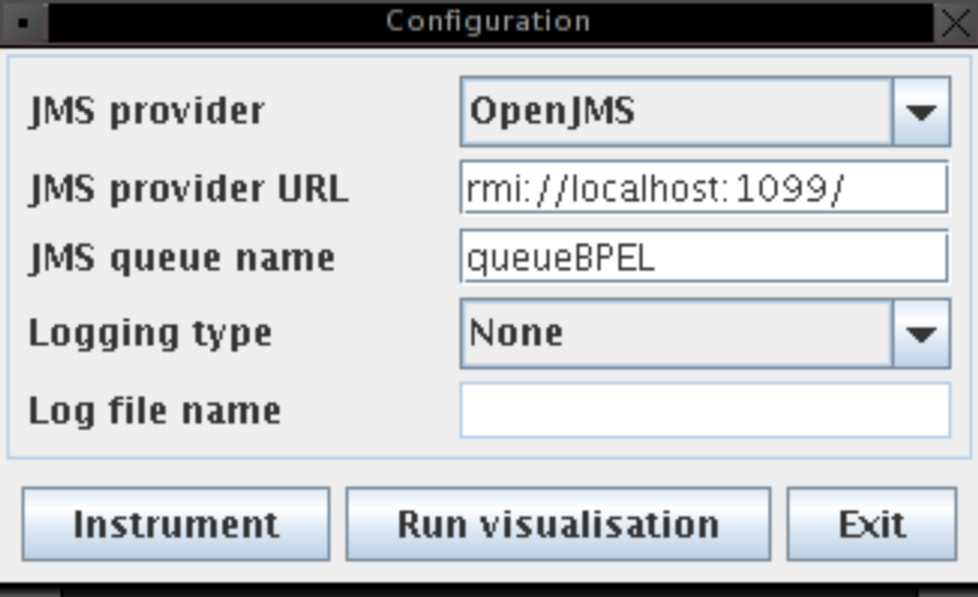 Configuration
JMS provider OpenJMS
JMS provider URL rmi://localhost:1099/
JMS queue name queueBPEL
Logging type None
Log file name
Instrument Run visualisation Exit